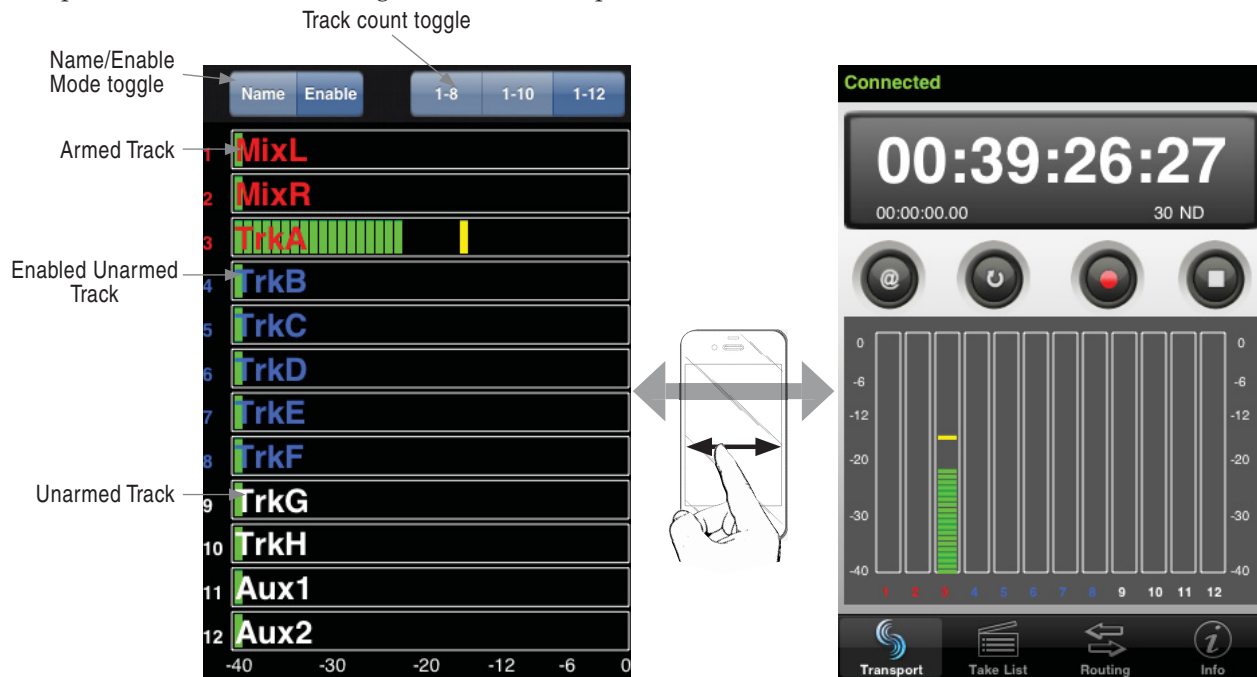 Track count toggle
Name/Enable
Mode toggle
Name Enable 1-8 1-10 1-12
Armed Track
1 MixL
2 MixR
3 TrkA
Enabled Unarmed
Track
4 TrkB
5 TrkC
6 TrkD
7 TrkE
8 TrkF
Unarmed Track
9 TrkG
10 TrkH
11 Aux1
12 Aux2
-40 -30 -20 -12 -6 0
Connected
00:39:26:27
00:00:00.00 30 ND
@
0 0
-6 -6
-12 -12
-20 -20
-30 -30
-40 -40
1 2 3 4 5 6 7 8 9 10 11 12
Transport Take List Routing Info